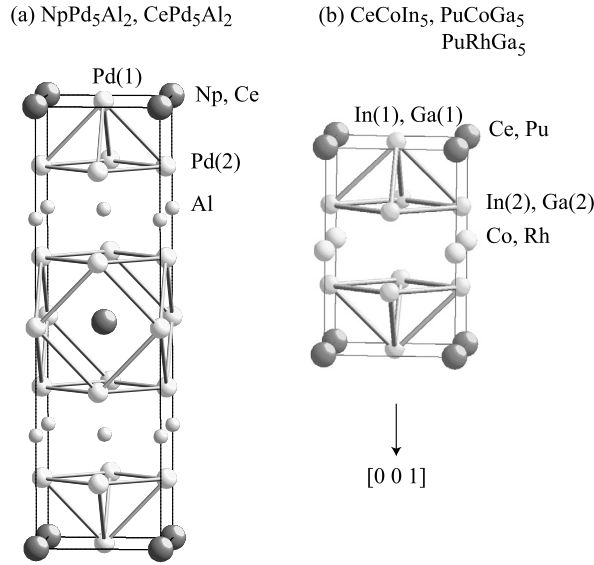 (a) NpPd5Al2, CePd5Al2
(b) CeCoIn5, PuCoGa5
PuRhGa5
Pd(1)
Np, Ce
Pd(2)
Al
In(1), Ga(1)
Ce, Pu
In(2), Ga(2)
Co, Rh
[0 0 1]